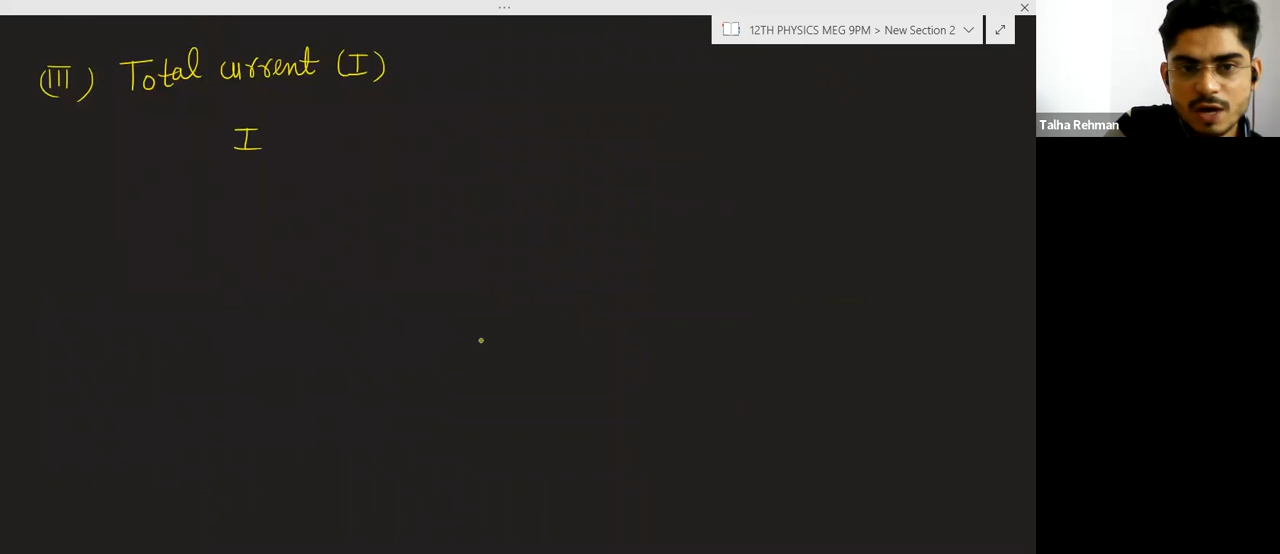 12TH PHYSICS MEG 9PM > New Section 2
(III) Total current (I)
I
Talha Rehman